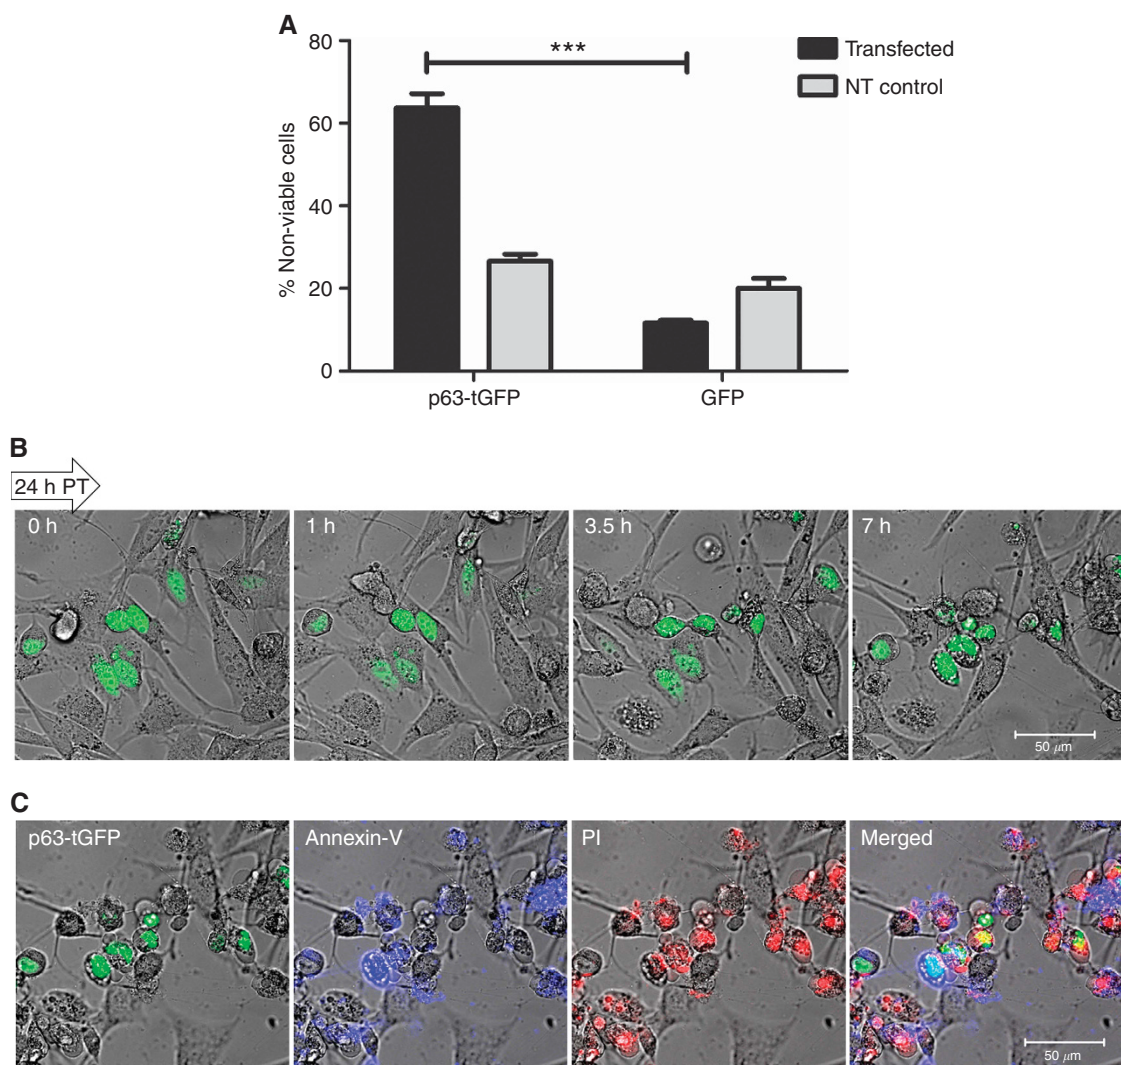 A
80
60
40
20
0
% Non-viable cells
***
Transfected
NT control
p63-tGFP
GFP
B
24 h PT
0 h
1 h
3.5 h
7 h
50 μm
C
p63-tGFP
Annexin-V
PI
Merged
50 μm